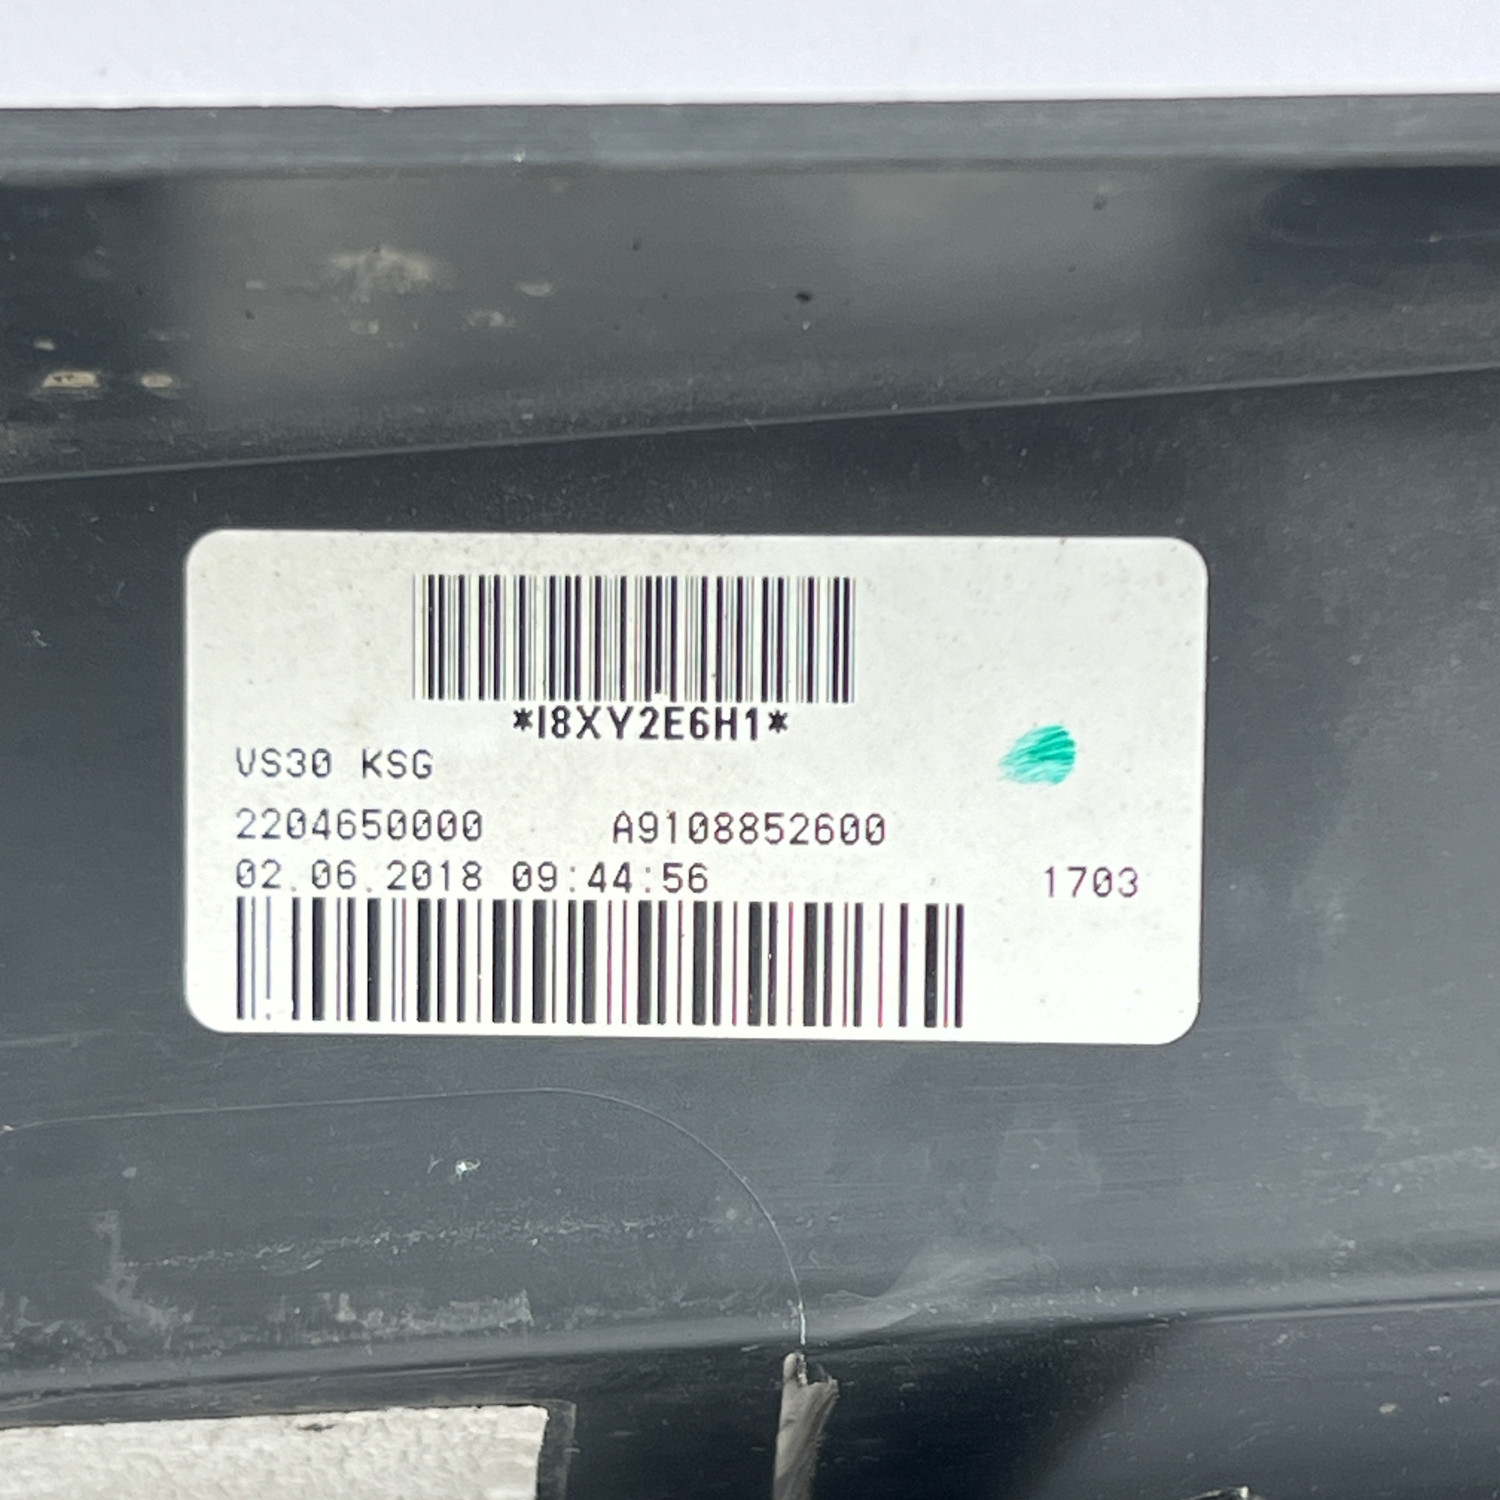 *I8XY2E6H1*
VS30 KSG
2204650000 A9108852600
02.06.2018 09:44:56 1703